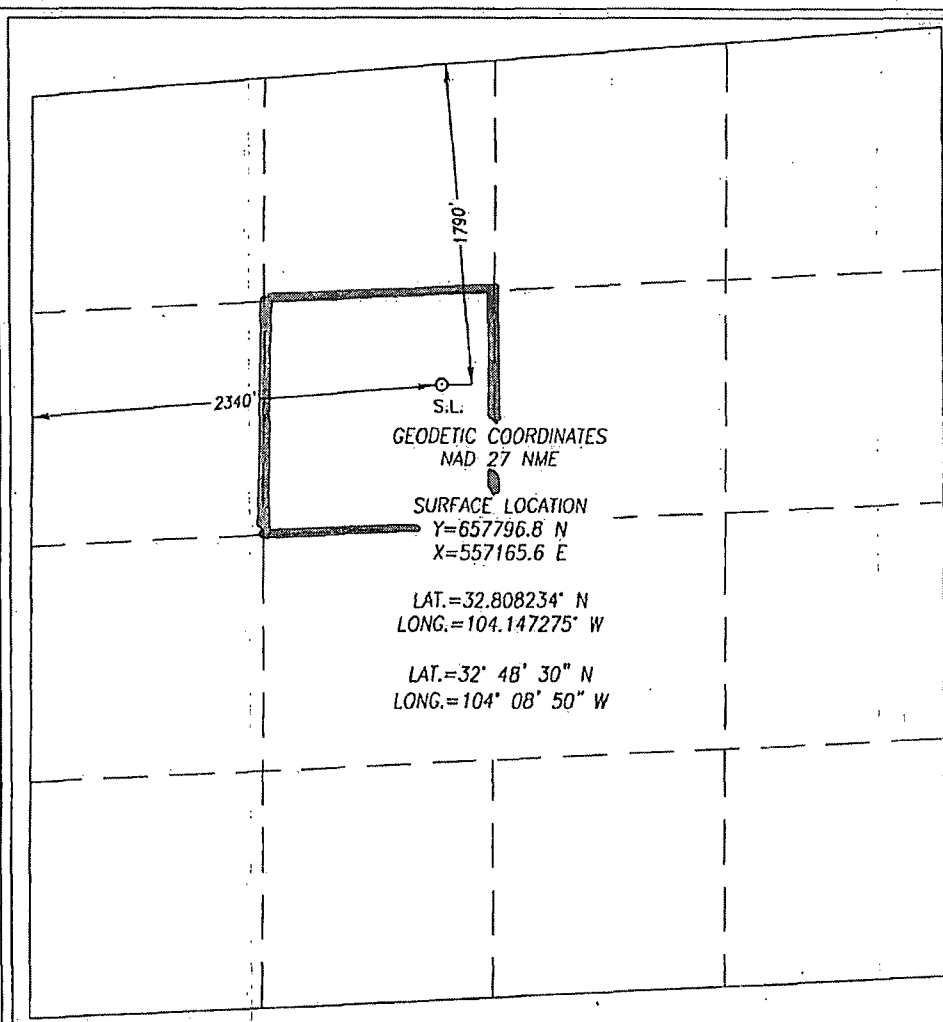 1790'
2340'
S.L.
GEODETIC COORDINATES
NAD 27 NME
SURFACE LOCATION
Y=657796.8 N
X=557165.6 E
LAT.=32.808234° N
LONG.=104.147275° W
LAT.=32° 48' 30" N
LONG.=104° 08' 50" W